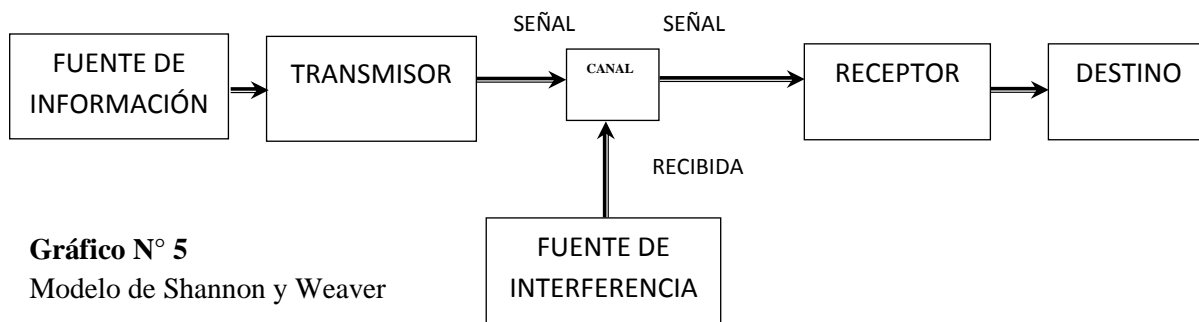 SEÑAL
SEÑAL
FUENTE DE
INFORMACIÓN
TRANSMISOR
CANAL
RECEPTOR
DESTINO
RECIBIDA
FUENTE DE
INTERFERENCIA
Gráfico N° 5
Modelo de Shannon y Weaver